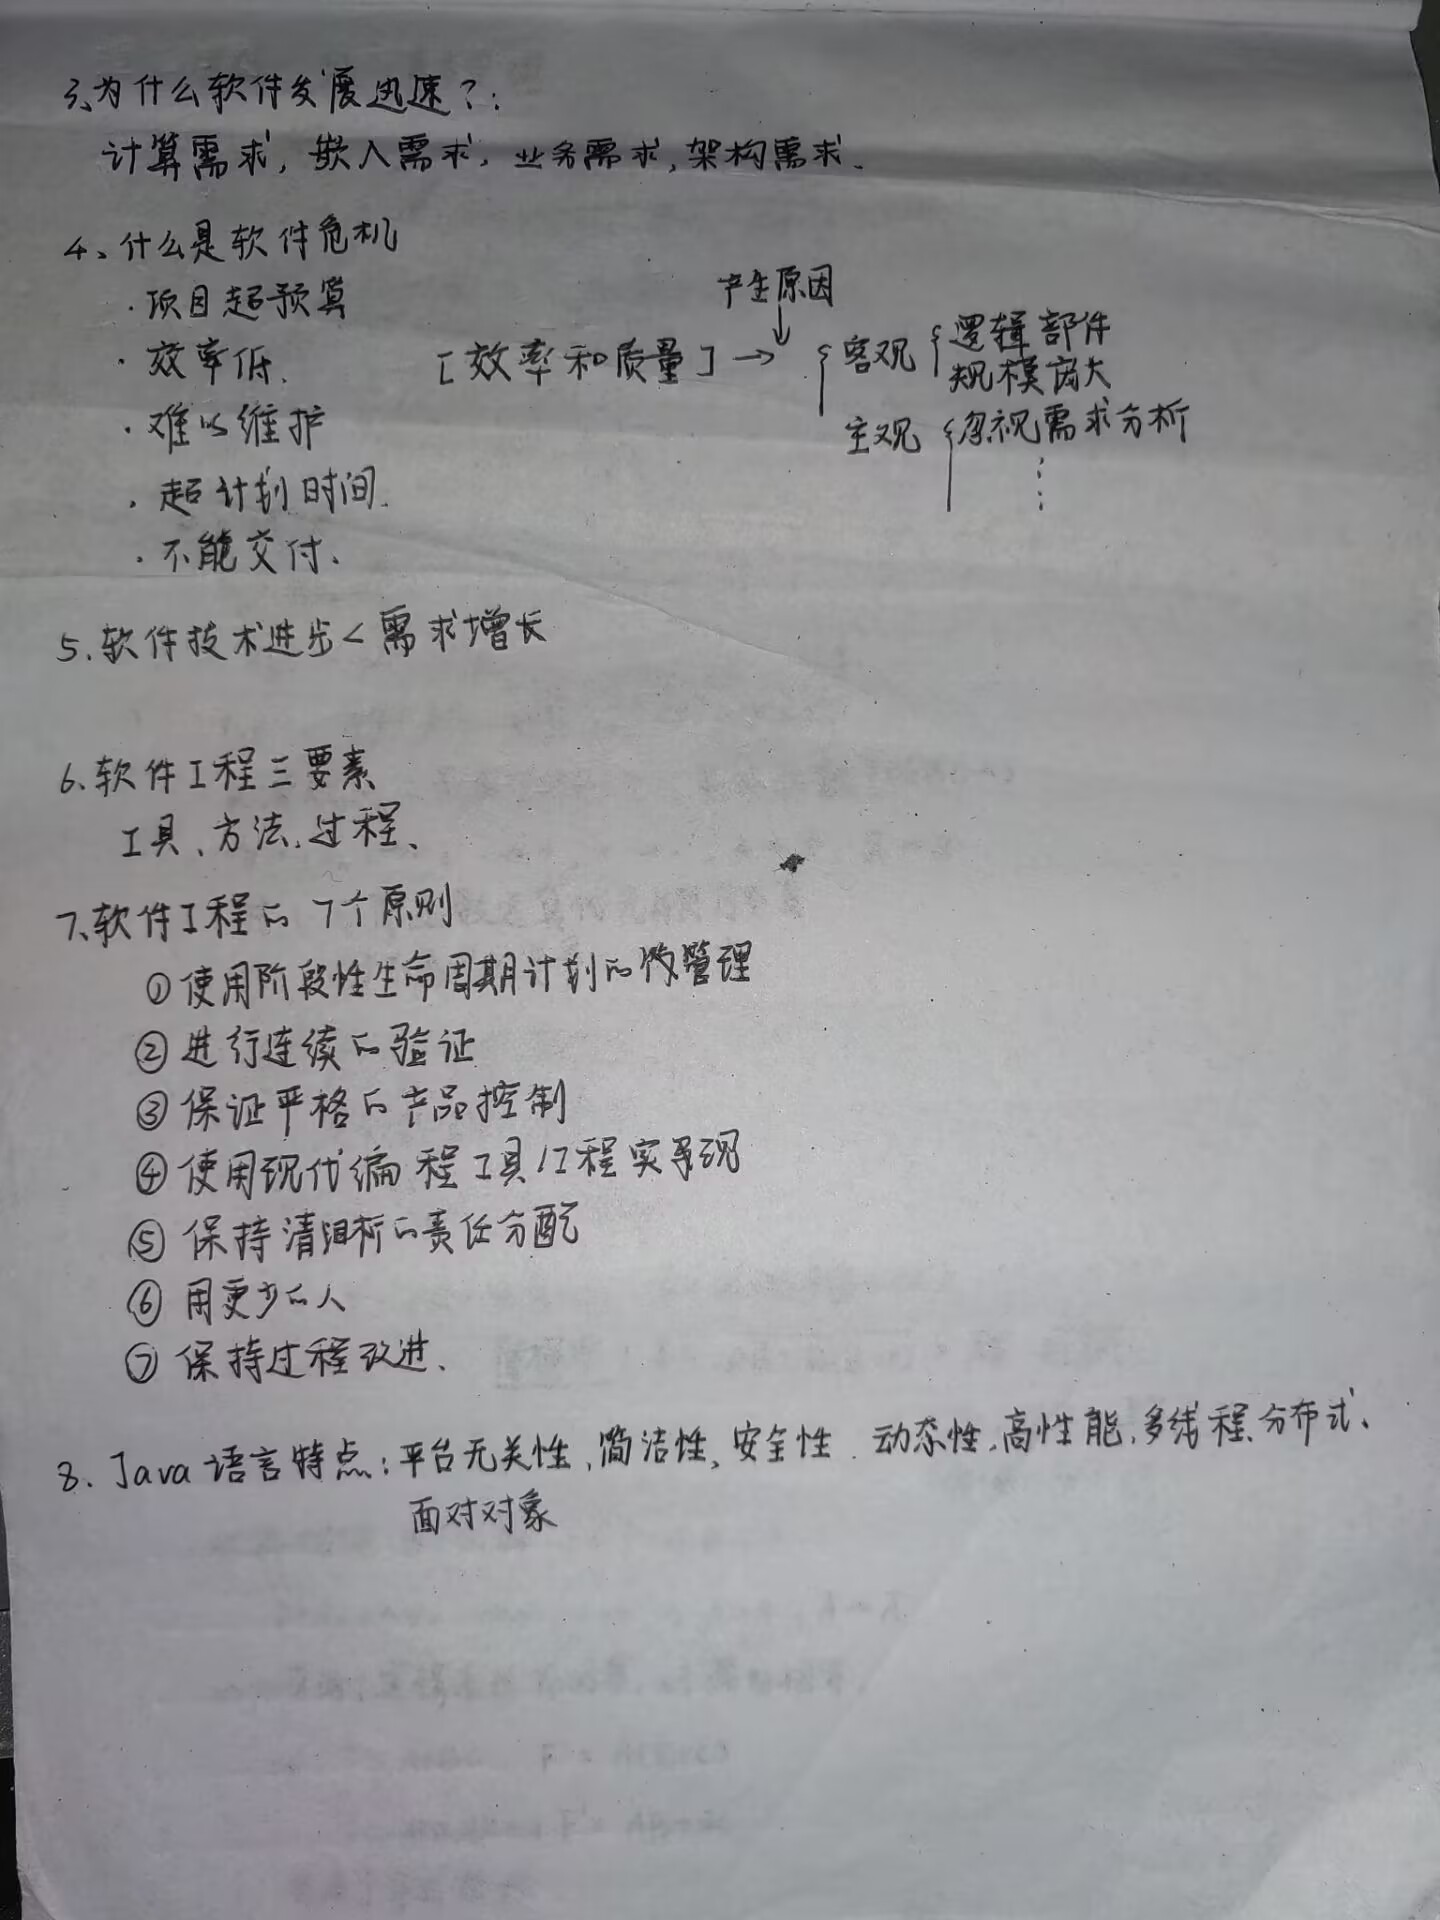 3、为什么软件发展迅速？：
计算需求，嵌入需求，业务需求，架构需求.
4、什么是软件危机
·项目超预算
产生原因
·效率低.
[效率和质量]→{客观{逻辑部件
规模高大
·难以维护
主观{忽视需求分析
·超计划时间.
⋮
·不能交付.
5.软件技术进步<需求增长
6.软件工程三要素
工具、方法、过程、
7.软件工程的7个原则
①使用阶段性生命周期计划的 管理
②进行连续的验证
③保证严格的产品控制
④使用现代编程工具/工程实 现
⑤保持清晰的责任分配
⑥用更少的人
⑦保持过程改进.
8.Java语言特点：平台无关性、简洁性、安全性.动态性、高性能、多线程、分布式、
面对对象